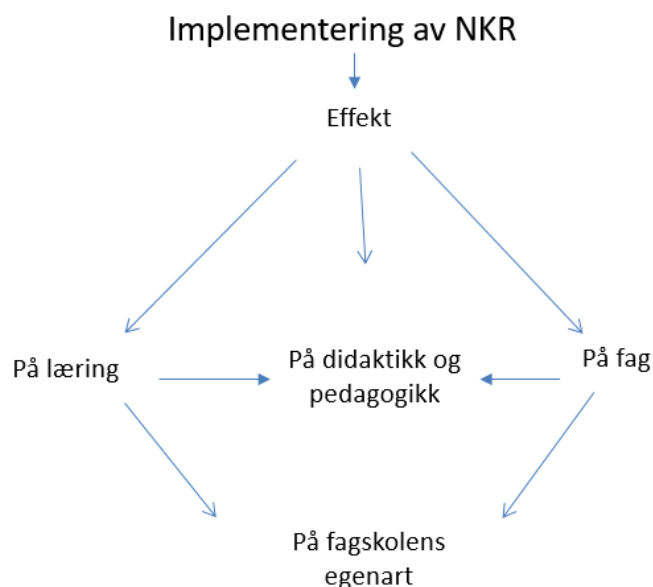 Implementering av NKR
Effekt
På læring
På didaktikk og
pedagogikk
På fag
På fagskolens
egenart